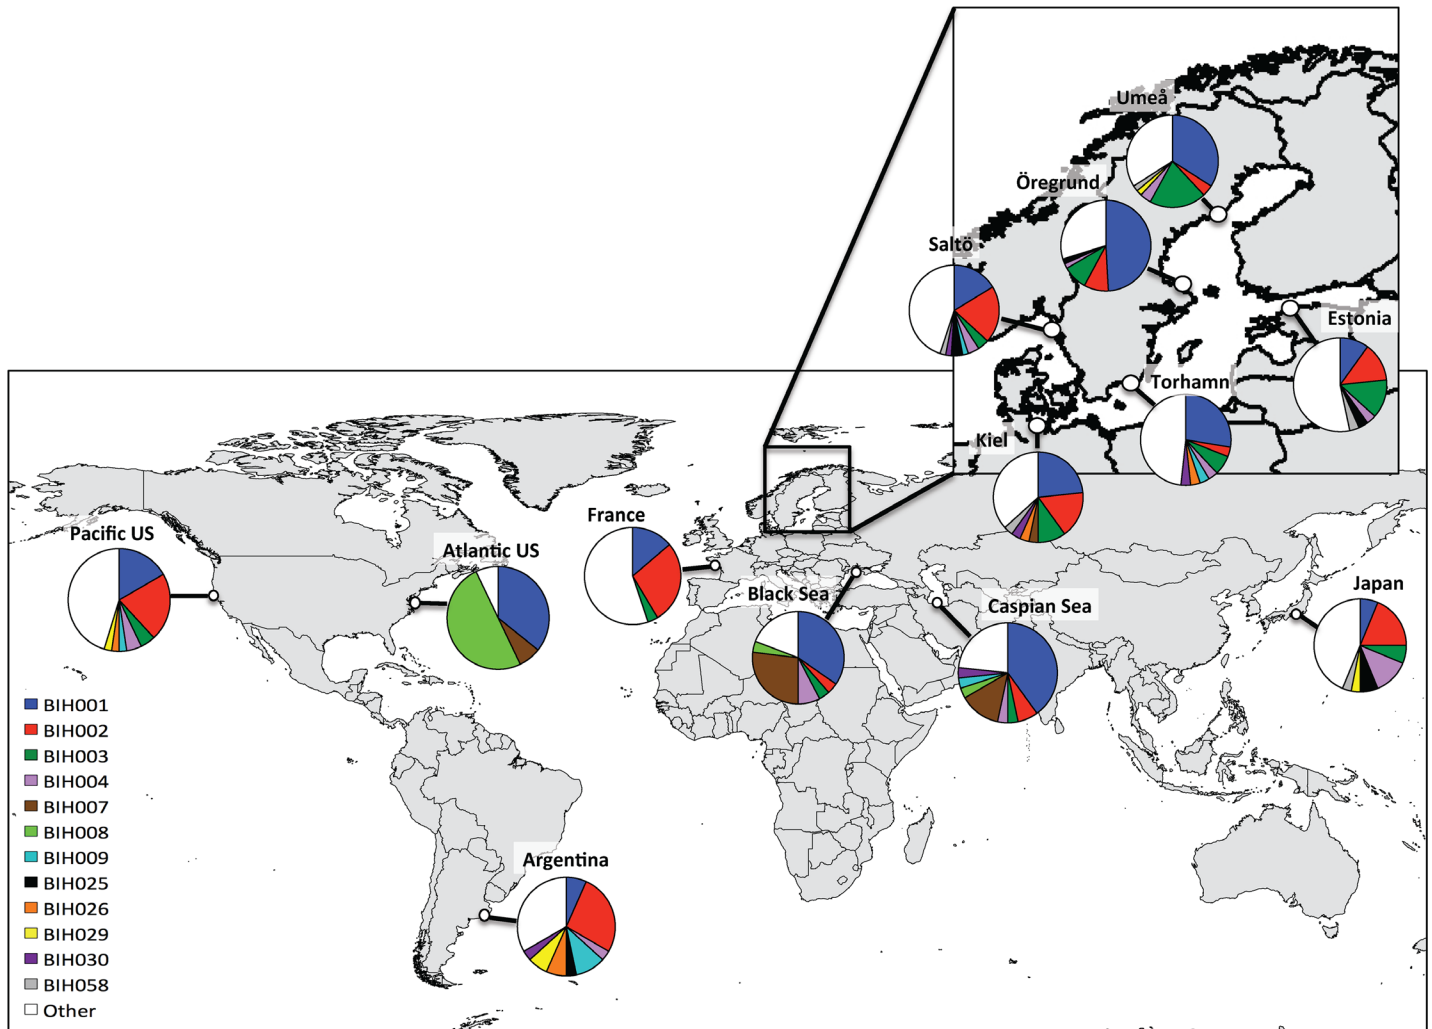 Umeå
Öregrund
Saltö
Estonia
Torhamn
Kiel
Pacific US
Atlantic US
France
Black Sea
Caspian Sea
Japan
Argentina
BIH001
BIH002
BIH003
BIH004
BIH007
BIH008
BIH009
BIH025
BIH026
BIH029
BIH030
BIH058
Other